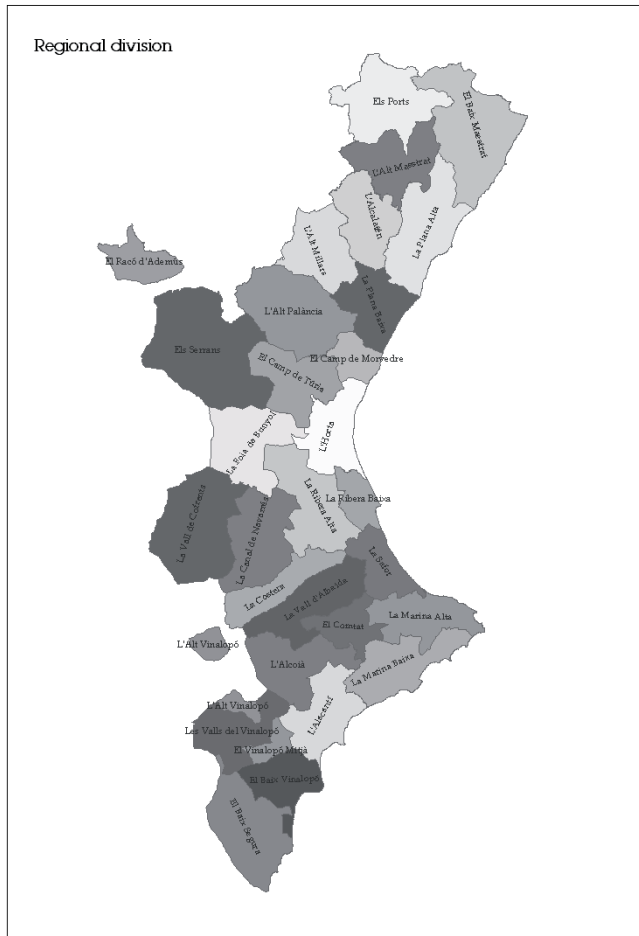 Regional division
Els Ports
El Baix Maestrat
L'Alt Maestrat
L'Alcalatén
La Plana Alta
L'Alt Millars
El Racó d'Ademús
La Plana Baixa
L'Alt Palància
Els Serrans
El Camp de Morvedre
El Camp de Túria
L'Horta
La Foia de Bunyol
La Ribera Baixa
La Ribera Alta
La Vall de Cofrents
La Canal de Navarrés
La Safor
La Costera
La Vall d'Albaida
La Marina Alta
El Comtat
L'Alt Vinalopó
L'Alcoià
La Marina Baixa
L'Alacantí
L'Alt Vinalopó
Les Valls del Vinalopó
El Vinalopó Mitjà
El Baix Vinalopó
El Baix Segura